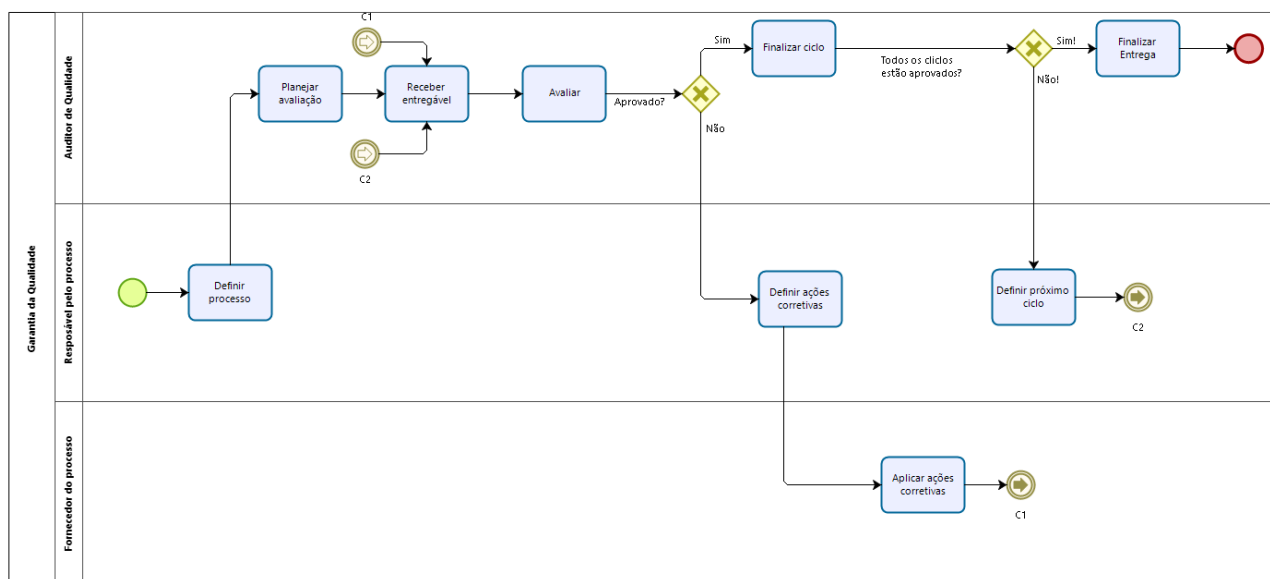 Garantia da Qualidade
Auditor de Qualidade
C1
Planejar
avaliação
Receber
entregável
C2
Avaliar
Aprovado?
Sim
Não
Finalizar ciclo
Todos os cliclos
estão aprovados?
Sim!
Não!
Finalizar
Entrega
Resposável pelo processo
Definir
processo
Definir ações
corretivas
Definir próximo
ciclo
C2
Fornecedor do processo
Aplicar ações
corretivas
C1